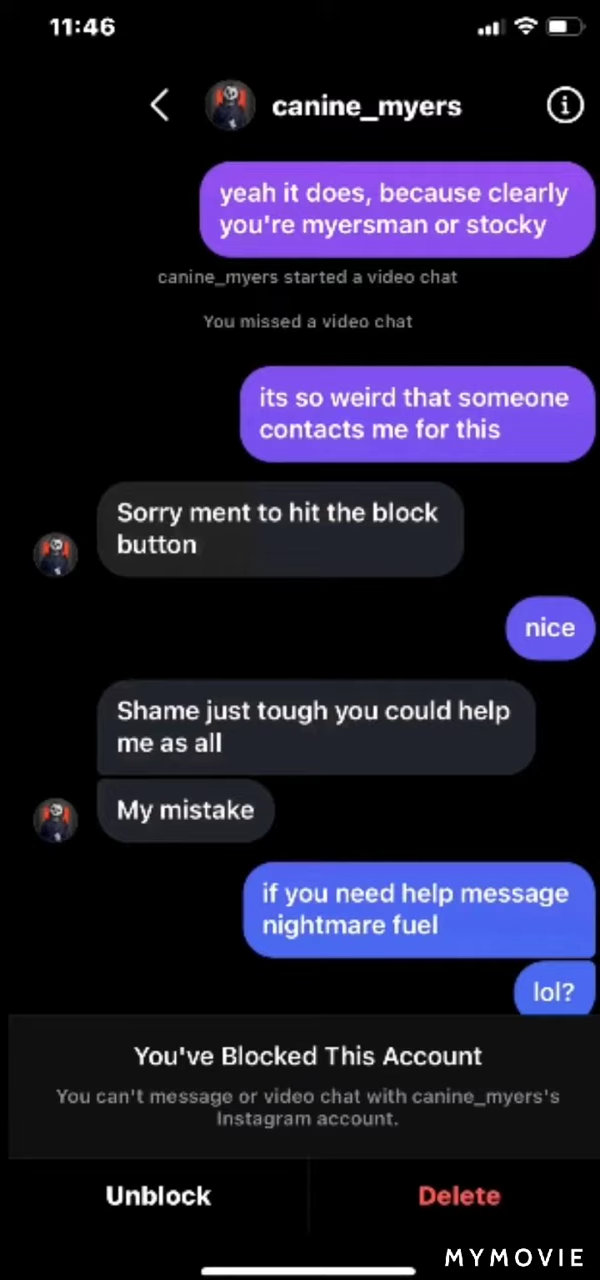 11:46
canine_myers
yeah it does, because clearly
you're myersman or stocky
canine_myers started a video chat
You missed a video chat
its so weird that someone
contacts me for this
Sorry ment to hit the block
button
nice
Shame just tough you could help
me as all
My mistake
if you need help message
nightmare fuel
lol?
You've Blocked This Account
You can't message or video chat with canine_myers's
Instagram account.
Unblock
Delete
MYMOVIE